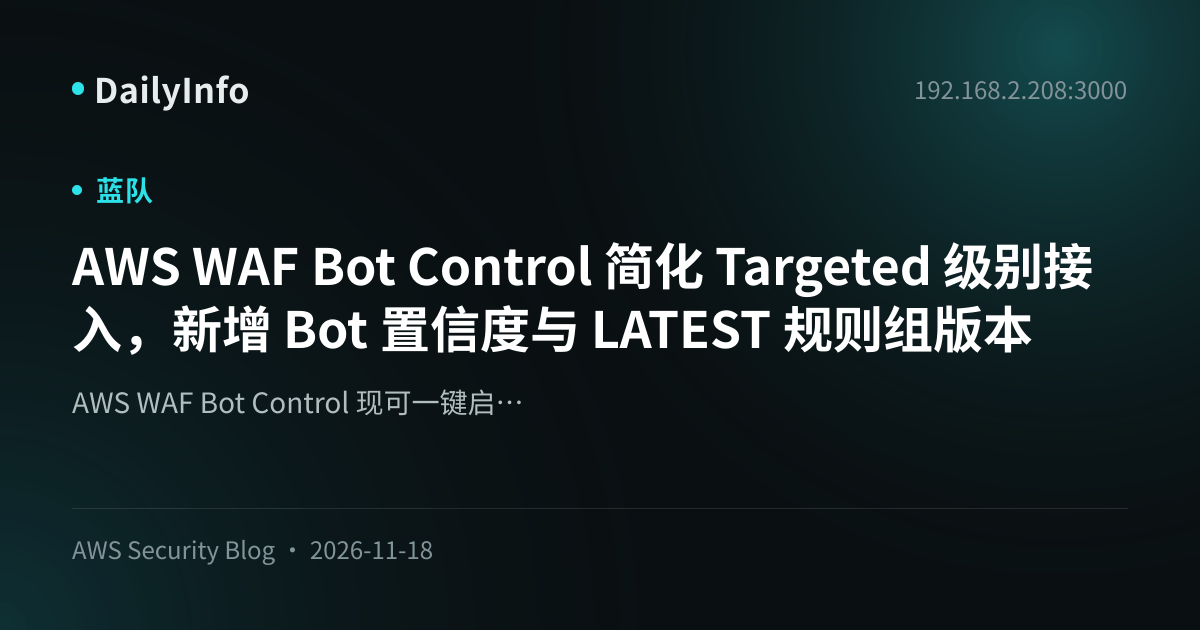 DailyInfo
192.168.2.208:3000
蓝队
AWS WAF Bot Control 简化 Targeted 级别接
入，新增 Bot 置信度与 LATEST 规则组版本
AWS WAF Bot Control 现可一键启…
AWS Security Blog · 2026-11-18